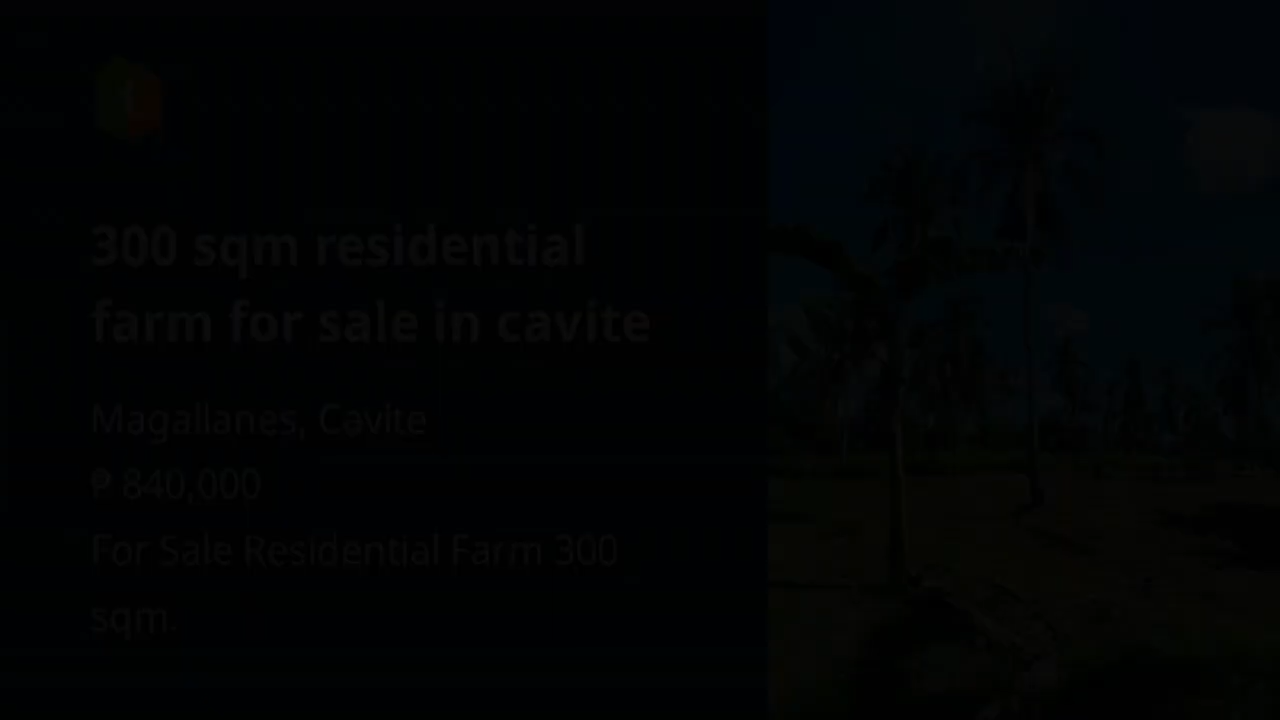 300 sqm residential
farm for sale in cavite
Magallanes, Cavite
₱ 840,000
For Sale Residential Farm 300
sqm.